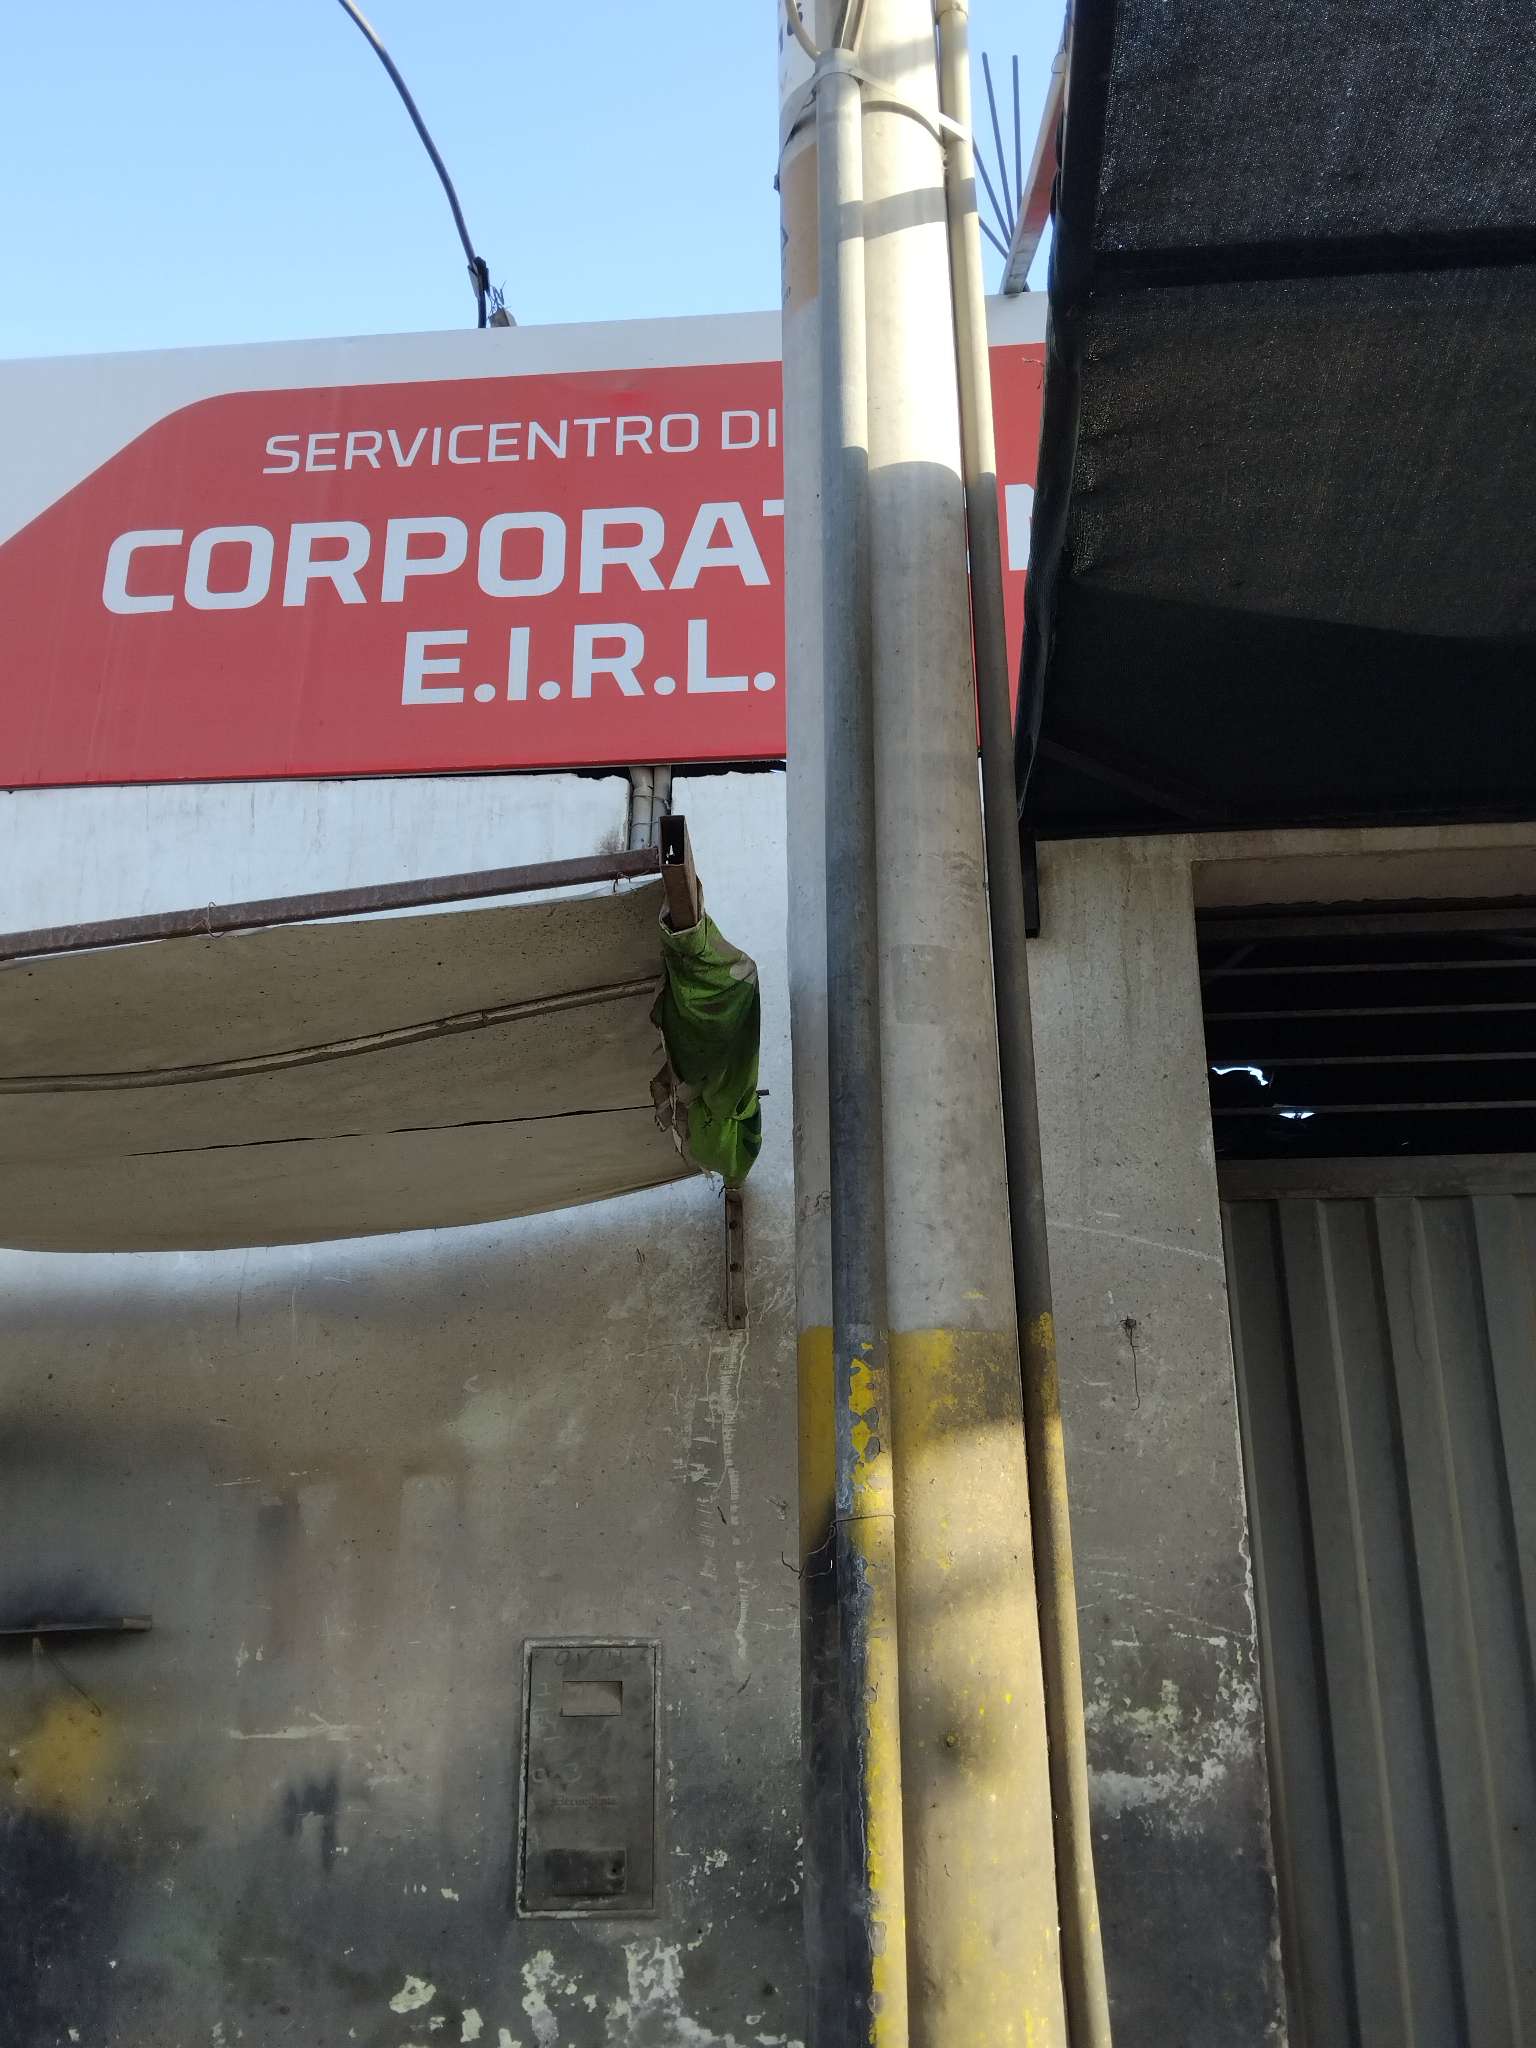 SERVICENTRO DI
CORPORAT N
E.I.R.L.